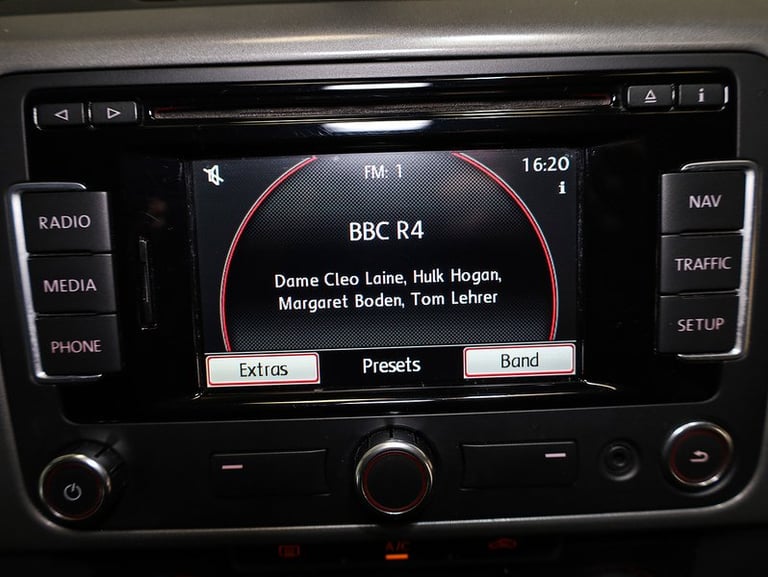 i
FM: 1
16:20
i
RADIO
NAV
BBC R4
MEDIA
TRAFFIC
Dame Cleo Laine, Hulk Hogan,
Margaret Boden, Tom Lehrer
PHONE
SETUP
Extras
Presets
Band
A/C